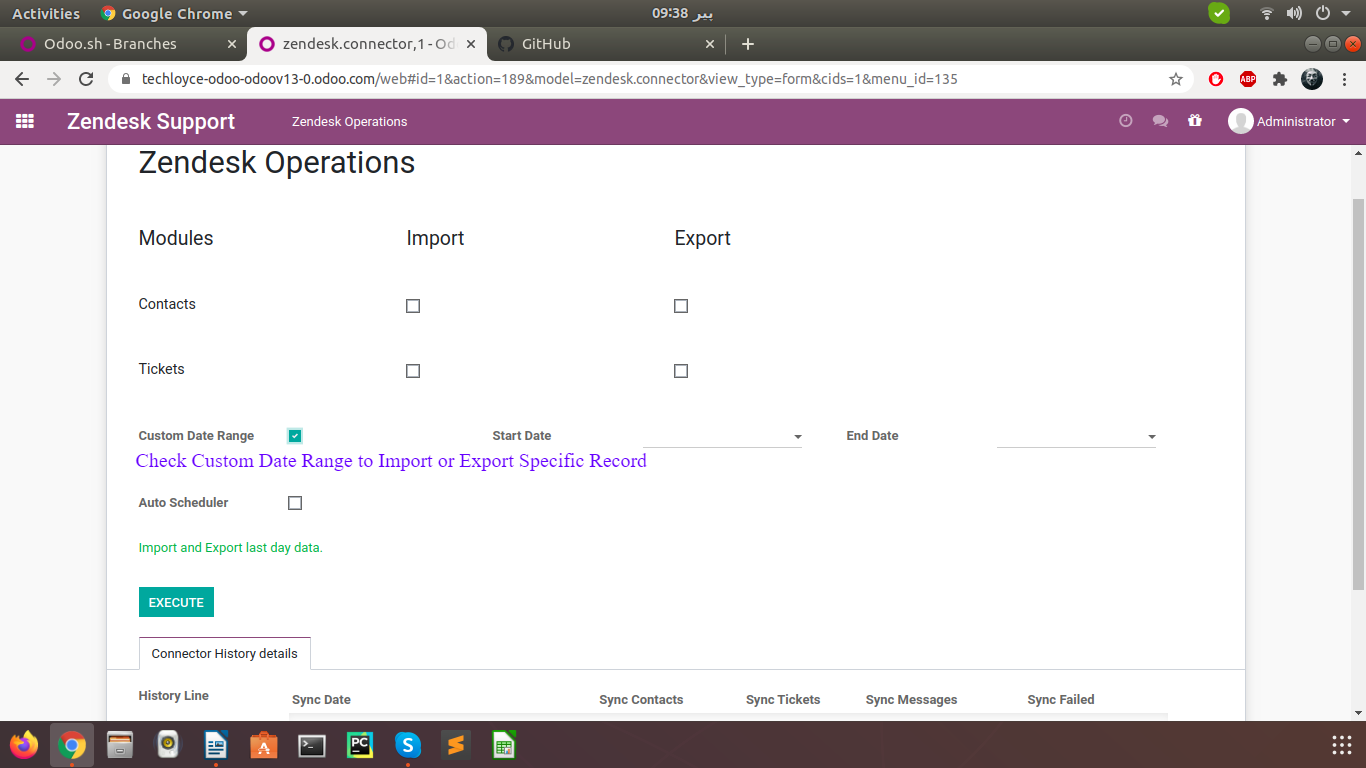 Activities Google Chrome 09:38 پیر
Odoo.sh - Branches zendesk.connector,1 - Od GitHub
techloyce-odoo-odoov13-0.odoo.com/web#id=1&action=189&model=zendesk.connector&view_type=form&cids=1&menu_id=135 ABP
Zendesk Support Zendesk Operations Administrator
Zendesk Operations
Modules Import Export
Contacts
Tickets
Custom Date Range Start Date End Date
Check Custom Date Range to Import or Export Specific Record
Auto Scheduler
Import and Export last day data.
EXECUTE
Connector History details
History Line Sync Date Sync Contacts Sync Tickets Sync Messages Sync Failed